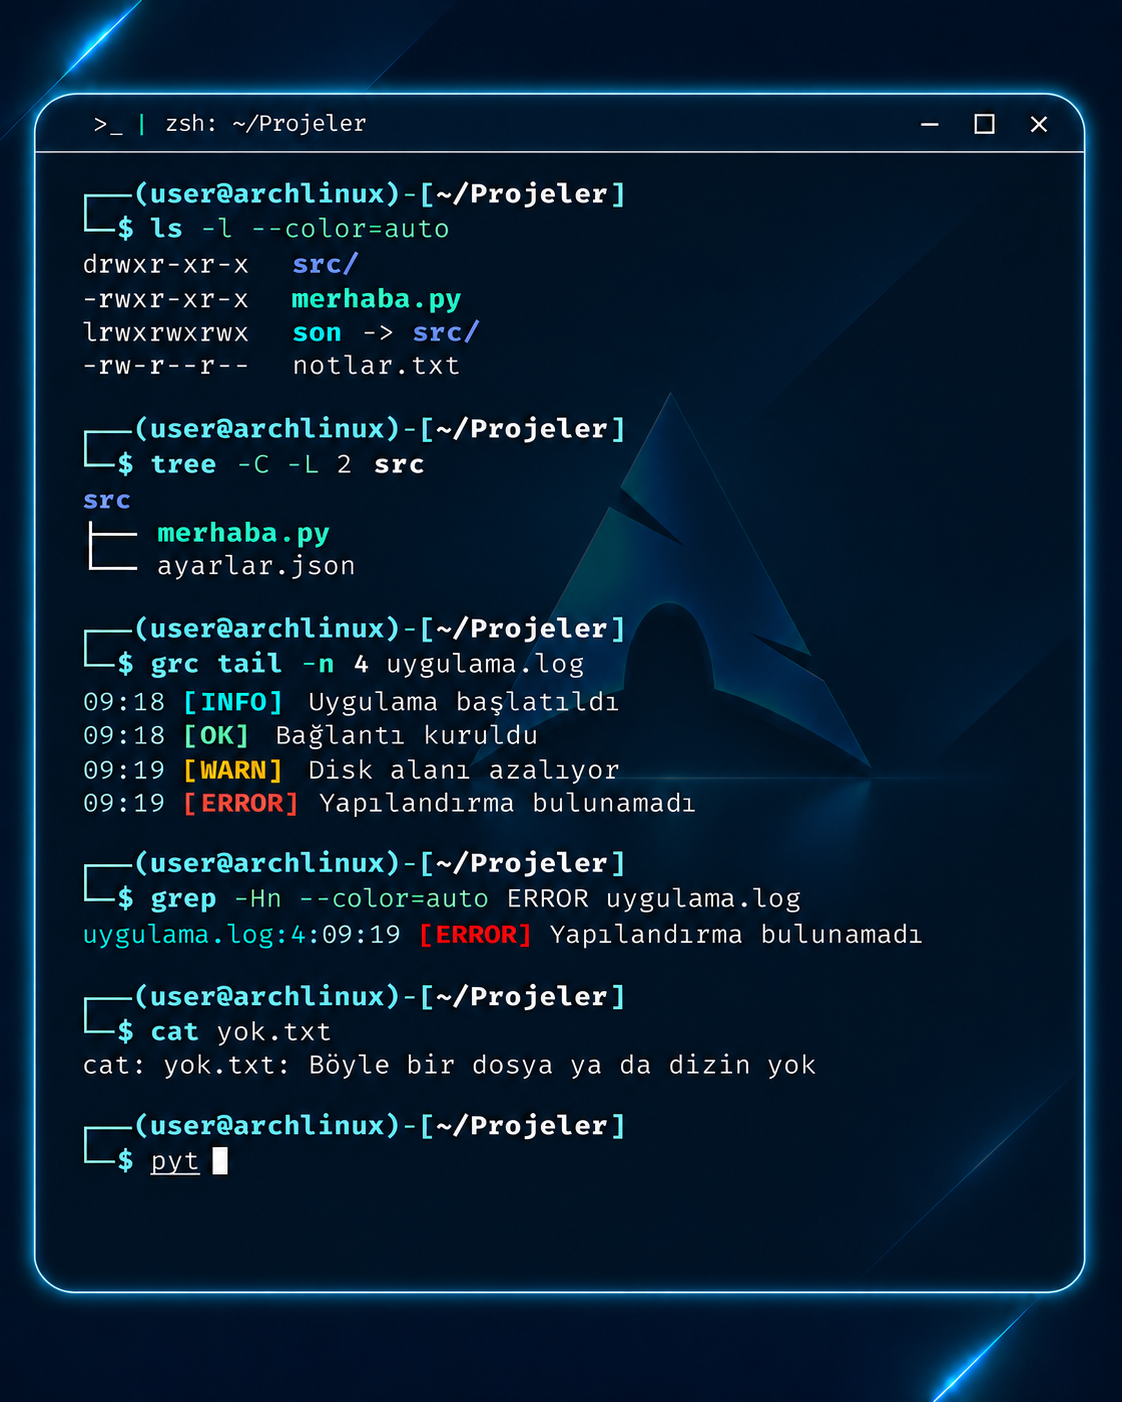 >_ | zsh: ~/Projeler
┌──(user@archlinux)-[~/Projeler]
└─$ ls -l --color=auto
drwxr-xr-x src/
-rwxr-xr-x merhaba.py
lrwxrwxrwx son -> src/
-rw-r--r-- notlar.txt
┌──(user@archlinux)-[~/Projeler]
└─$ tree -C -L 2 src
src
├── merhaba.py
└── ayarlar.json
┌──(user@archlinux)-[~/Projeler]
└─$ grc tail -n 4 uygulama.log
09:18 [INFO] Uygulama başlatıldı
09:18 [OK] Bağlantı kuruldu
09:19 [WARN] Disk alanı azalıyor
09:19 [ERROR] Yapılandırma bulunamadı
┌──(user@archlinux)-[~/Projeler]
└─$ grep -Hn --color=auto ERROR uygulama.log
uygulama.log:4:09:19 [ERROR] Yapılandırma bulunamadı
┌──(user@archlinux)-[~/Projeler]
└─$ cat yok.txt
cat: yok.txt: Böyle bir dosya ya da dizin yok
┌──(user@archlinux)-[~/Projeler]
└─$ pyt